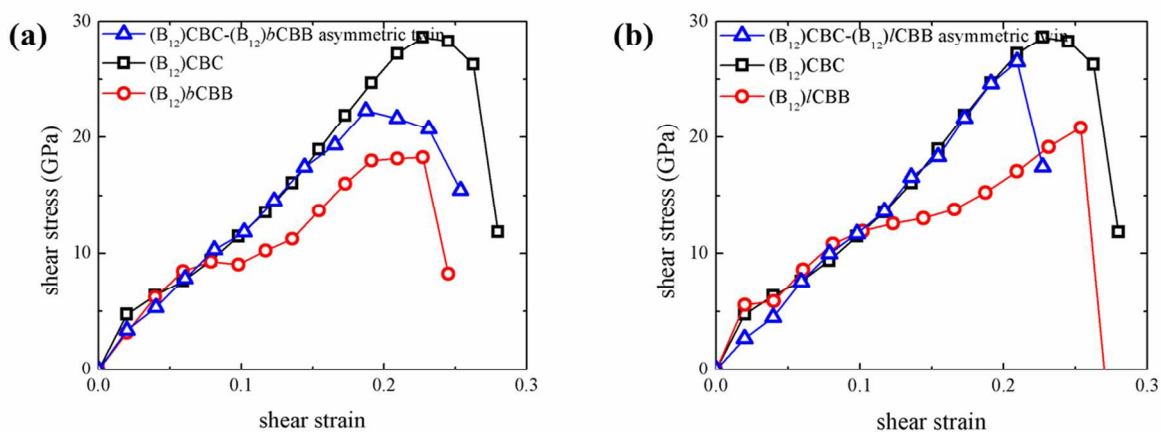 (a)
30
20
10
0
shear stress (GPa)
(B₁₂)CBC-(B₁₂)bCBB asymmetric twin
(B₁₂)CBC
(B₁₂)bCBB
0.0 0.1 0.2 0.3
shear strain
(b)
30
20
10
0
shear stress (GPa)
(B₁₂)CBC-(B₁₂)lCBB asymmetric
(B₁₂)CBC
(B₁₂)lCBB
0.0 0.1 0.2 0.3
shear strain